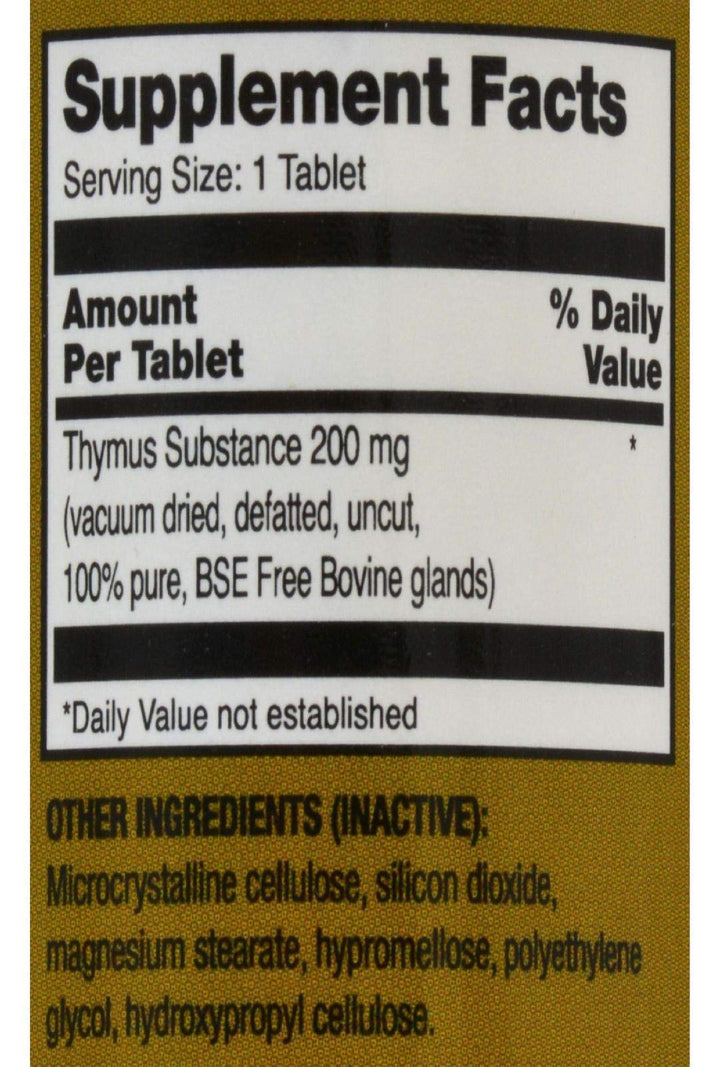 Supplement Facts
Serving Size: 1 Tablet
Amount
Per Tablet
% Daily
Value
Thymus Substance 200 mg *
(vacuum dried, defatted, uncut,
100% pure, BSE Free Bovine glands)
*Daily Value not established
OTHER INGREDIENTS (INACTIVE):
Microcrystalline cellulose, silicon dioxide,
magnesium stearate, hypromellose, polyethylene
glycol, hydroxypropyl cellulose.